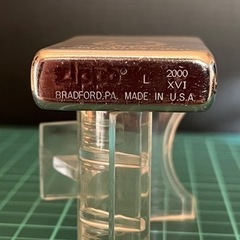 Zippo ® L 2000
XVI
BRADFORD.PA. MADE IN U.S.A.